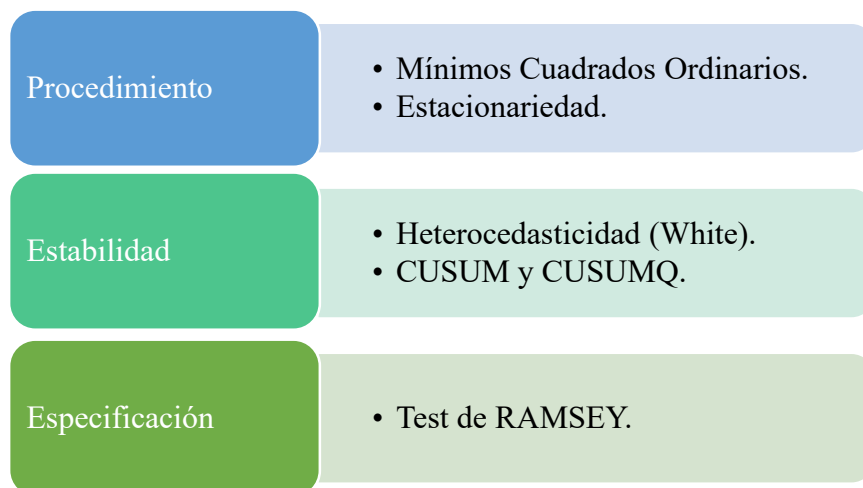 Procedimiento
• Mínimos Cuadrados Ordinarios.
• Estacionariedad.
Estabilidad
• Heterocedasticidad (White).
• CUSUM y CUSUMQ.
Especificación
• Test de RAMSEY.